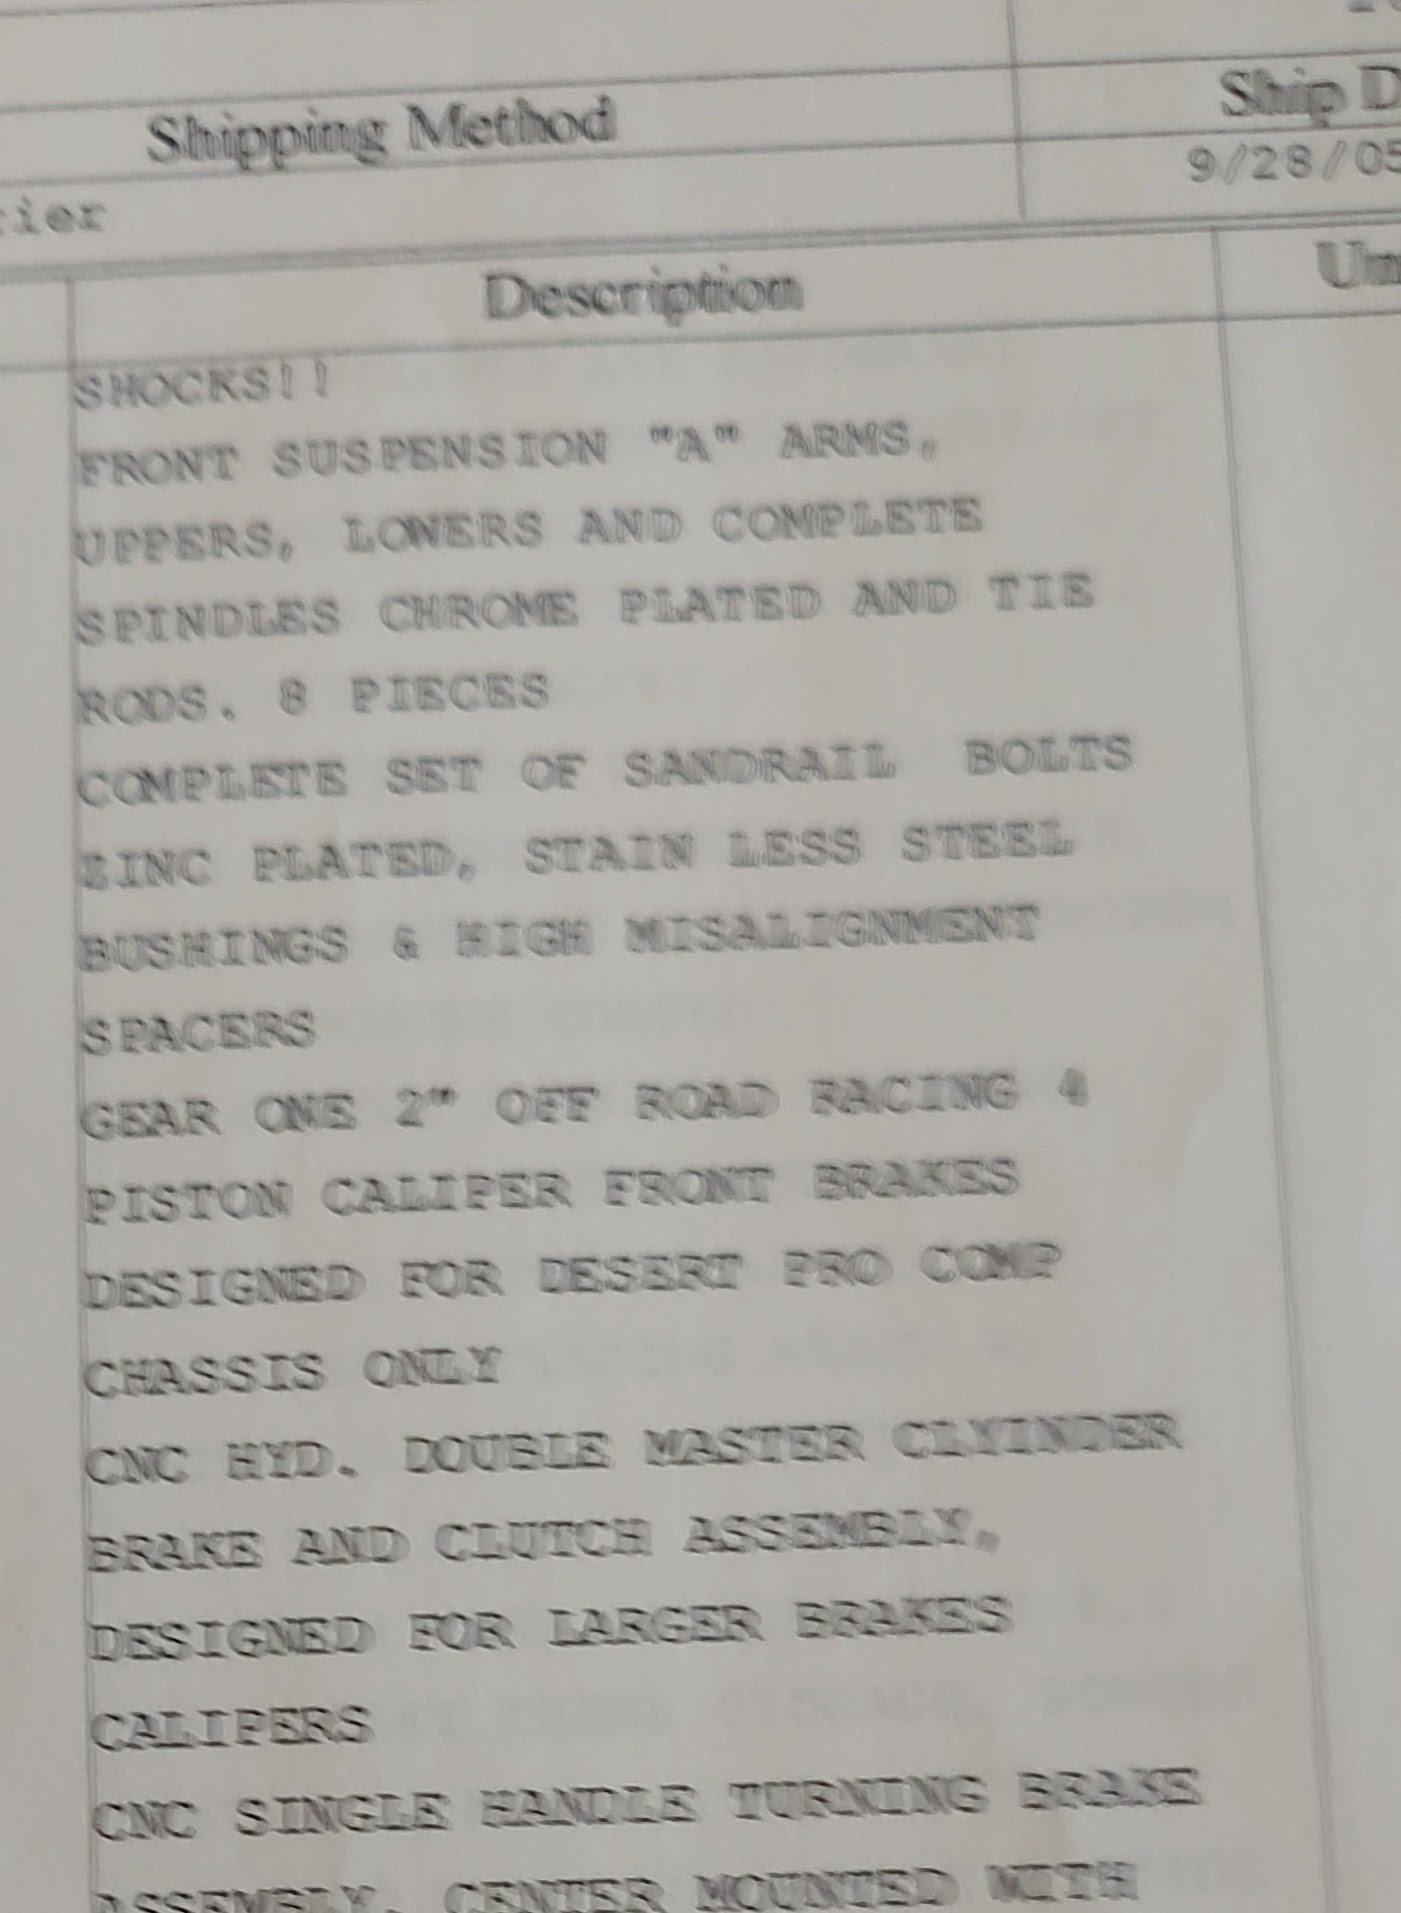 Shipping Method
Ship D
9/28/05
rier
Description
Un
SHOCKS!!
FRONT SUSPENSION "A" ARMS,
UPPERS, LOWERS AND COMPLETE
SPINDLES CHROME PLATED AND TIE
RODS. 8 PIECES
COMPLETE SET OF SANDRAIL  BOLTS
ZINC PLATED, STAIN LESS STEEL
BUSHINGS & HIGH MISALIGNMENT
SPACERS
GEAR ONE 2" OFF ROAD RACING 4
PISTON CALIPER FRONT BRAKES
DESIGNED FOR DESERT PRO COMP
CHASSIS ONLY
CNC HYD. DOUBLE MASTER CLYINDER
BRAKE AND CLUTCH ASSEMBLY,
DESIGNED FOR LARGER BRAKES
CALIPERS
CNC SINGLE HANDLE TURNING BRAKE
ASSEMBLY, CENTER MOUNTED WITH